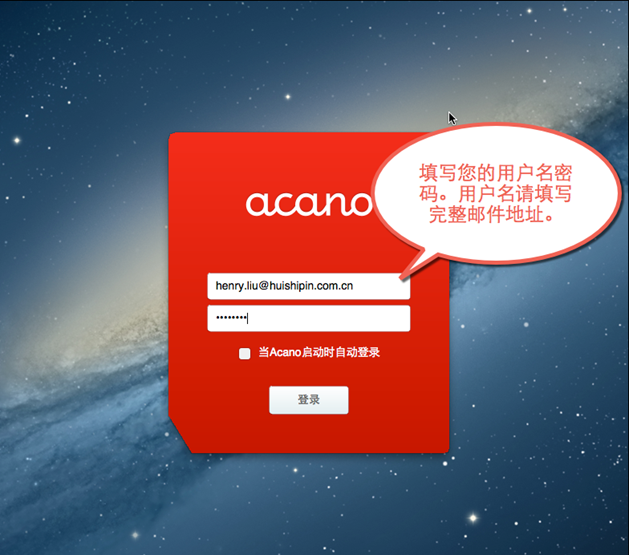 acano
填写您的用户名密
码。用户名请填写
完整邮件地址。
henry.liu@huishipin.com.cn
••••••••
当Acano启动时自动登录
登录